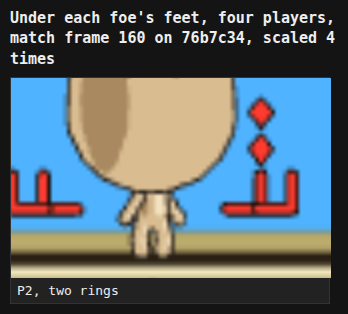 Under each foe's feet, four players,
match frame 160 on 76b7c34, scaled 4
times
P2, two rings